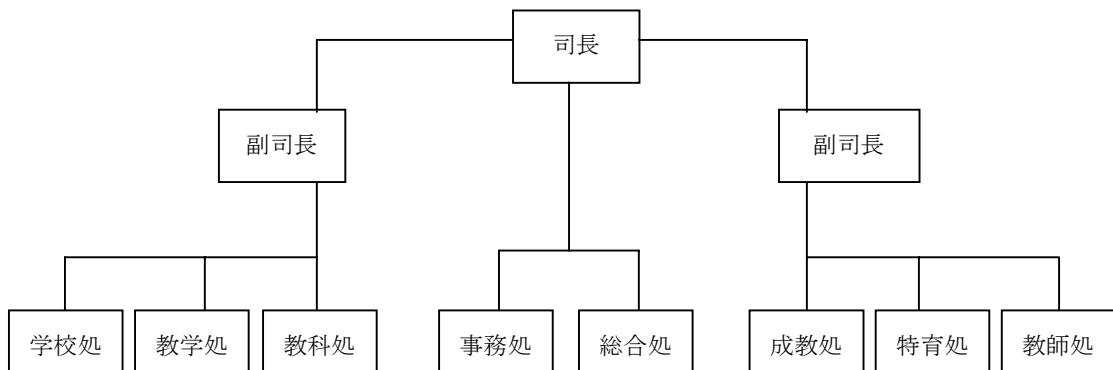 司長
副司長
副司長
学校処
教学処
教科処
事務処
総合処
成教処
特育処
教師処